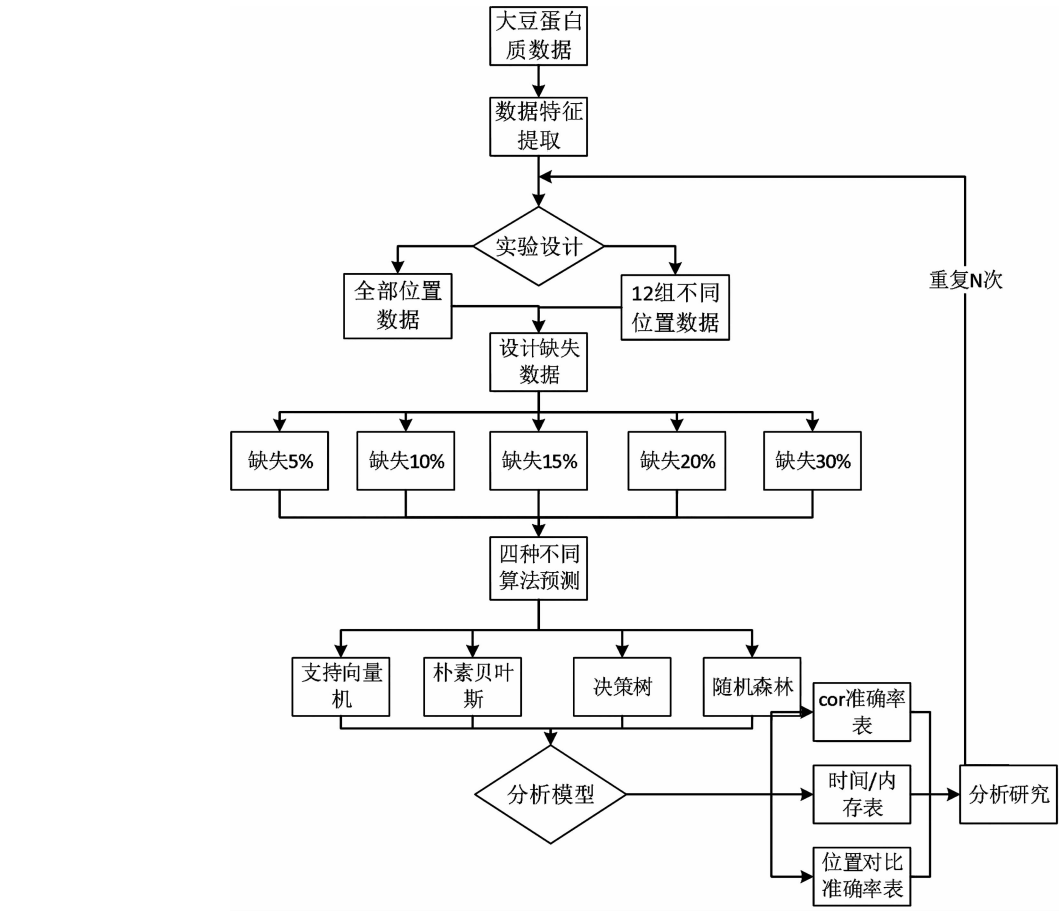 大豆蛋白
质数据
数据特征
提取
实验设计
全部位置
数据
12组不同
位置数据
重复N次
设计缺失
数据
缺失5%
缺失10%
缺失15%
缺失20%
缺失30%
四种不同
算法预测
支持向量
机
朴素贝叶
斯
决策树
随机森林
cor准确率
表
分析模型
时间/内
存表
分析研究
位置对比
准确率表